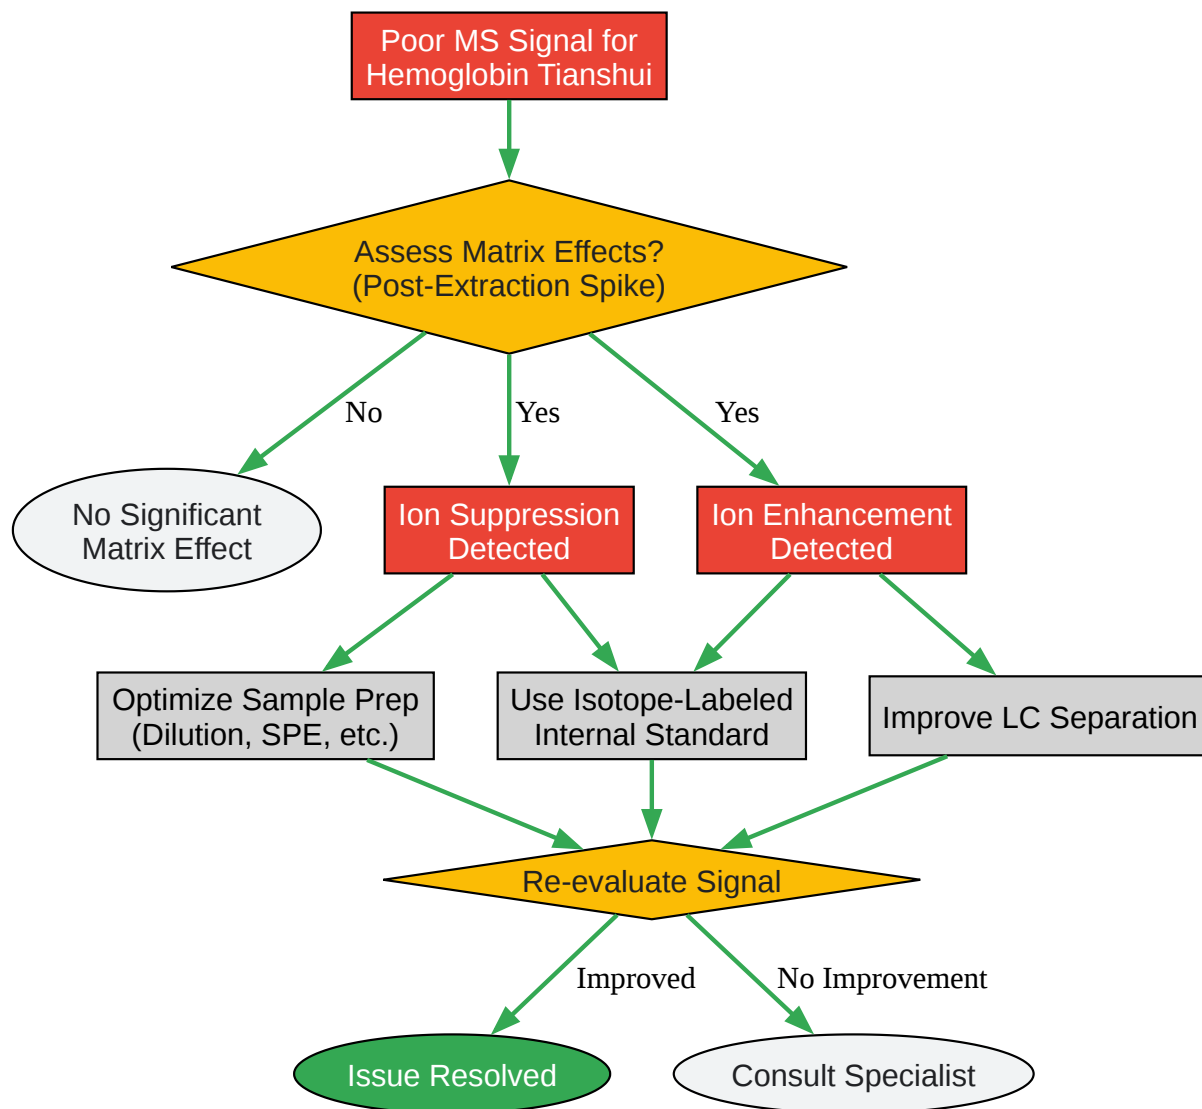 Poor MS Signal for
Hemoglobin Tianshui
Assess Matrix Effects?
(Post-Extraction Spike)
No
Yes
Yes
No Significant
Matrix Effect
Ion Suppression
Detected
Ion Enhancement
Detected
Optimize Sample Prep
(Dilution, SPE, etc.)
Use Isotope-Labeled
Internal Standard
Improve LC Separation
Re-evaluate Signal
Improved
No Improvement
Issue Resolved
Consult Specialist